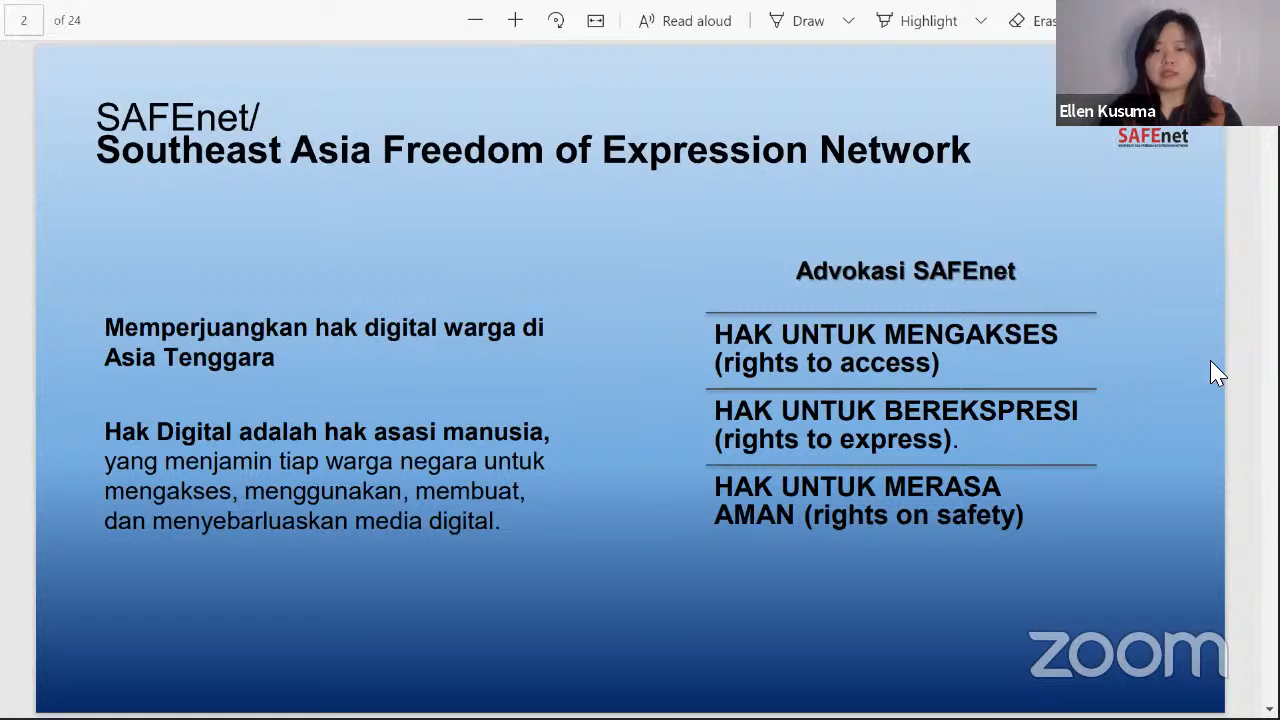 2 of 24
Read aloud
Draw
Highlight
Eras
Ellen Kusuma
SAFEnet
SAFEnet/
Southeast Asia Freedom of Expression Network
Memperjuangkan hak digital warga di
Asia Tenggara
Hak Digital adalah hak asasi manusia,
yang menjamin tiap warga negara untuk
mengakses, menggunakan, membuat,
dan menyebarluaskan media digital.
Advokasi SAFEnet
HAK UNTUK MENGAKSES
(rights to access)
HAK UNTUK BEREKSPRESI
(rights to express).
HAK UNTUK MERASA
AMAN (rights on safety)
zoom